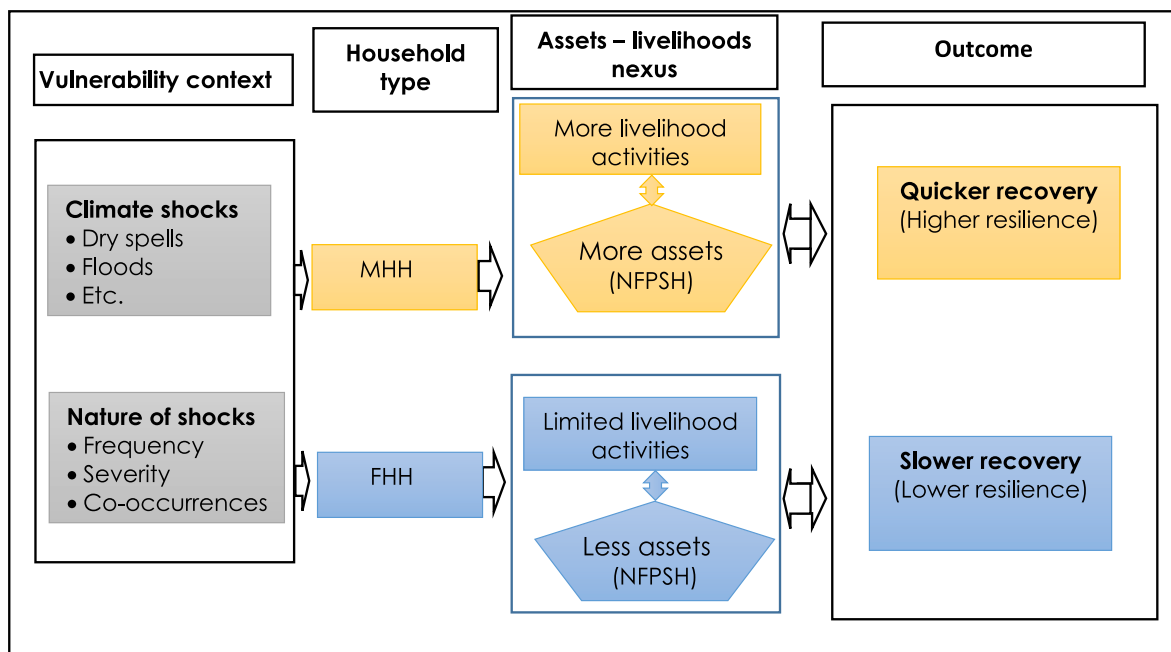 Vulnerability context
Household
type
Assets – livelihoods
nexus
Outcome
Climate shocks
• Dry spells
• Floods
• Etc.
Nature of shocks
• Frequency
• Severity
• Co-occurrences
MHH
FHH
More livelihood
activities
More assets
(NFPSH)
Limited livelihood
activities
Less assets
(NFPSH)
Quicker recovery
(Higher resilience)
Slower recovery
(Lower resilience)